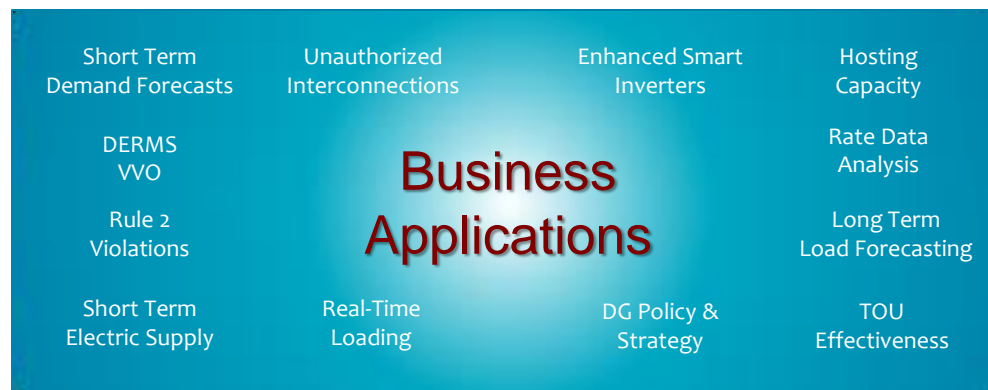 Short Term
Demand Forecasts
Unauthorized
Interconnections
Enhanced Smart
Inverters
Hosting
Capacity
DERMS
VVO
Business
Applications
Rate Data
Analysis
Rule 2
Violations
Long Term
Load Forecasting
Short Term
Electric Supply
Real-Time
Loading
DG Policy &
Strategy
TOU
Effectiveness